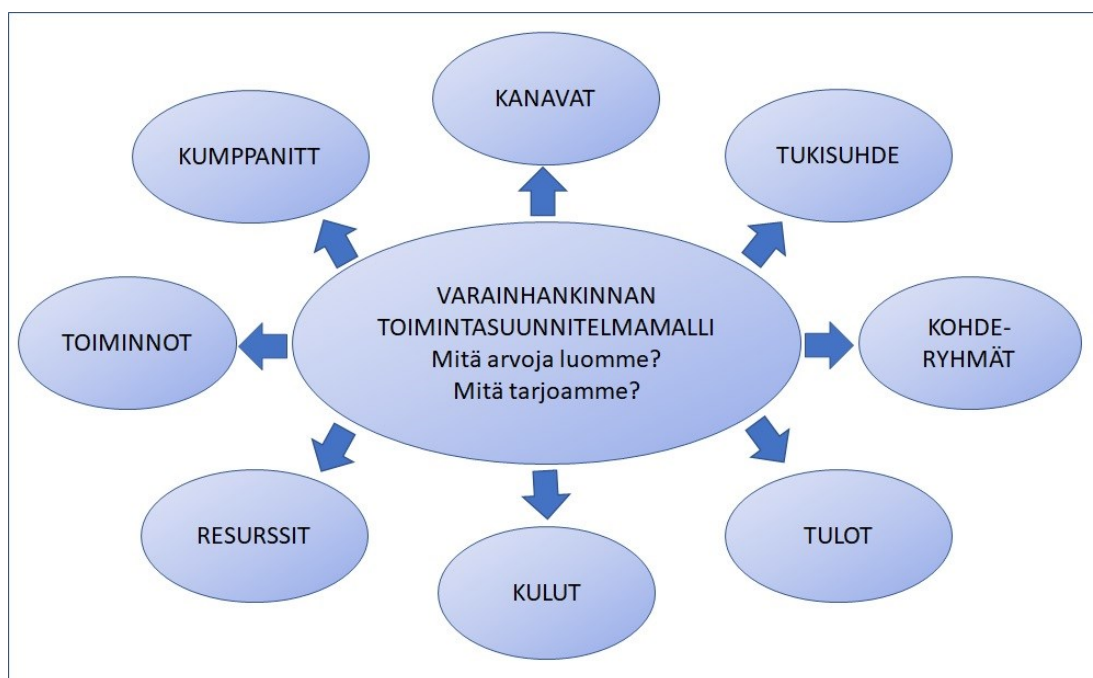 KANAVAT
KUMPPANITT
TUKISUHDE
VARAINHANKINNAN
TOIMINTASUUNNITELMAMALLI
Mitä arvoja luomme?
Mitä tarjoamme?
TOIMINNOT
KOHDE-
RYHMÄT
RESURSSIT
TULOT
KULUT